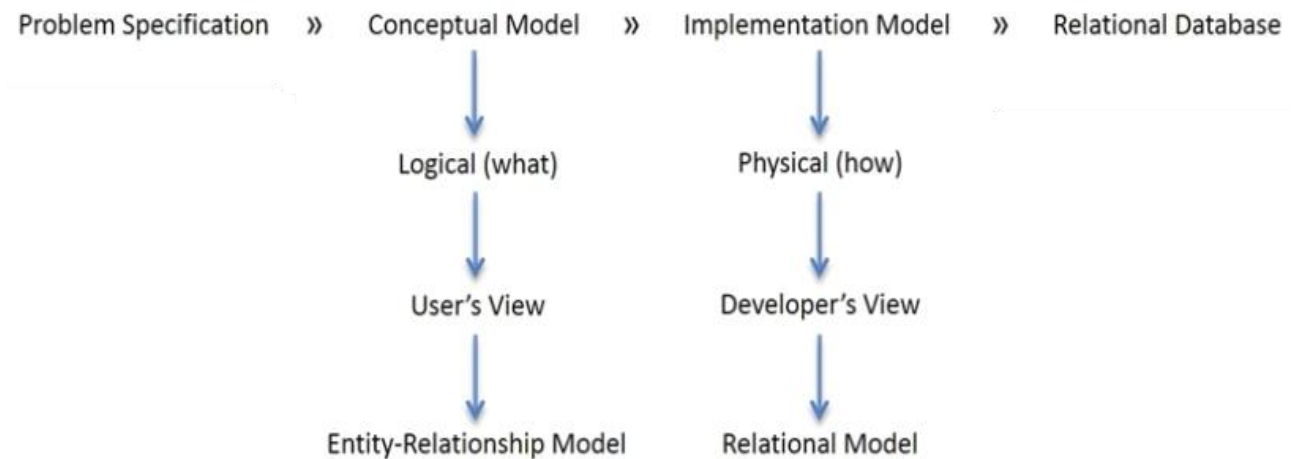 Problem Specification » Conceptual Model » Implementation Model » Relational Database
Logical (what) Physical (how)
User’s View Developer’s View
Entity-Relationship Model Relational Model